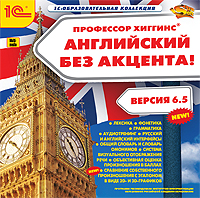 1С:ОБРАЗОВАТЕЛЬНАЯ КОЛЛЕКЦИЯ
1С
ПРОФЕССОР ХИГГИНС®
АНГЛИЙСКИЙ
БЕЗ АКЦЕНТА!
ВЕРСИЯ 6.5
NEW!
• ЛЕКСИКА • ФОНЕТИКА
• ГРАММАТИКА
• АУДИОТРЕНИНГ • РУССКИЙ
И АНГЛИЙСКИЙ ИНТЕРФЕЙСЫ
• ОБЩИЙ СЛОВАРЬ И СЛОВАРЬ
ОМОНИМОВ • СИСТЕМА
ВИЗУАЛЬНОГО ОТОБРАЖЕНИЯ
РЕЧИ • ОБЪЕКТИВНАЯ ОЦЕНКА
ПРОИЗНОШЕНИЯ В БАЛЛАХ
NEW! • СРАВНЕНИЕ СОБСТВЕННОГО
ПРОИЗНОШЕНИЯ С ЭТАЛОНОМ
В ВИДЕ 2D- И 3D-ГРАФИКОВ